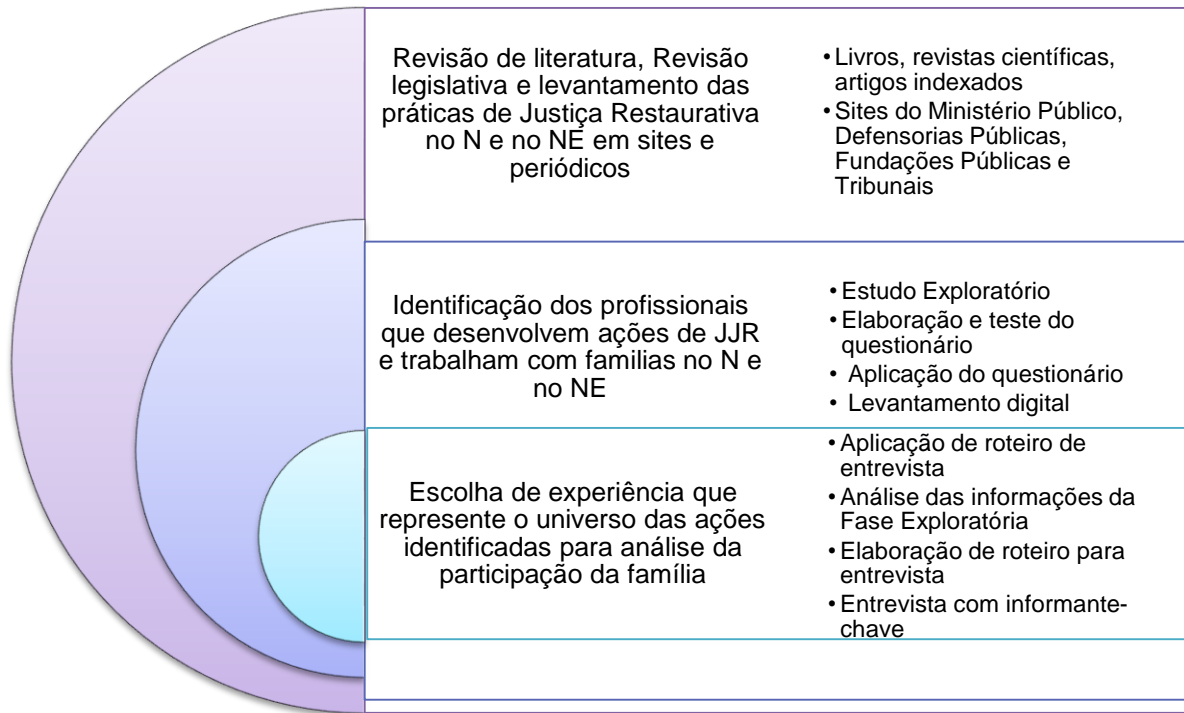 Revisão de literatura, Revisão
legislativa e levantamento das
práticas de Justiça Restaurativa
no N e no NE em sites e
periódicos
• Livros, revistas científicas,
artigos indexados
• Sites do Ministério Público,
Defensorias Públicas,
Fundações Públicas e
Tribunais
Identificação dos profissionais
que desenvolvem ações de JJR
e trabalham com familias no N e
no NE
• Estudo Exploratório
• Elaboração e teste do
questionário
• Aplicação do questionário
• Levantamento digital
Escolha de experiência que
represente o universo das ações
identificadas para análise da
participação da família
• Aplicação de roteiro de
entrevista
• Análise das informações da
Fase Exploratória
• Elaboração de roteiro para
entrevista
• Entrevista com informante-
chave